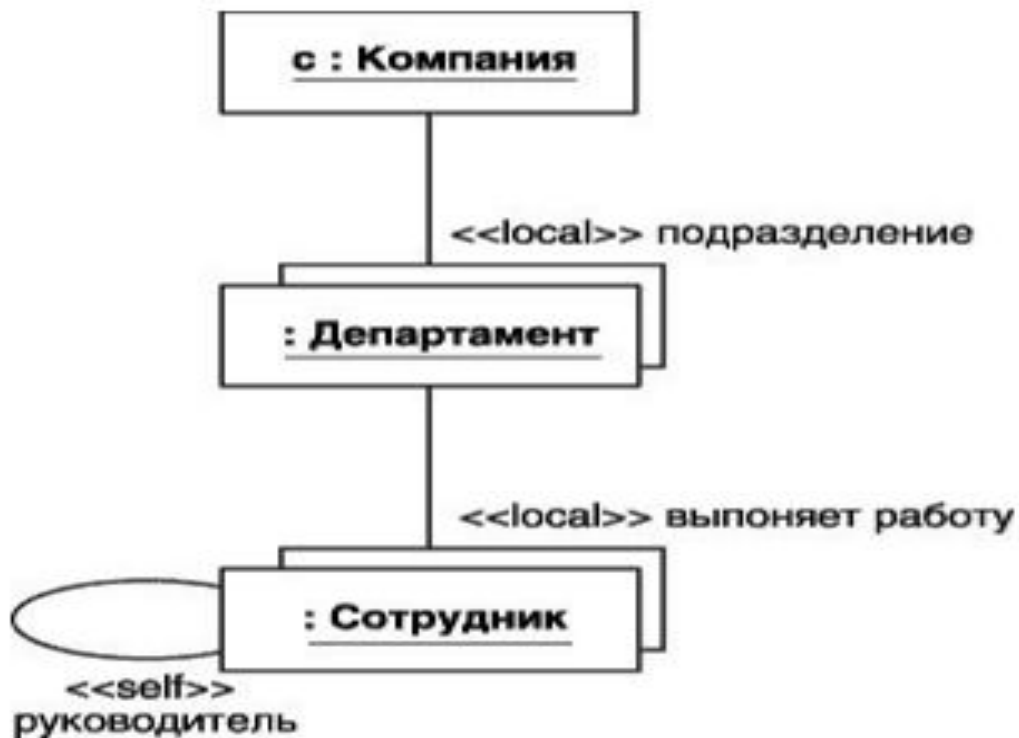 с : Компания
<<local>> подразделение
: Департамент
<<local>> выпоняет работу
: Сотрудник
<<self>>
руководитель